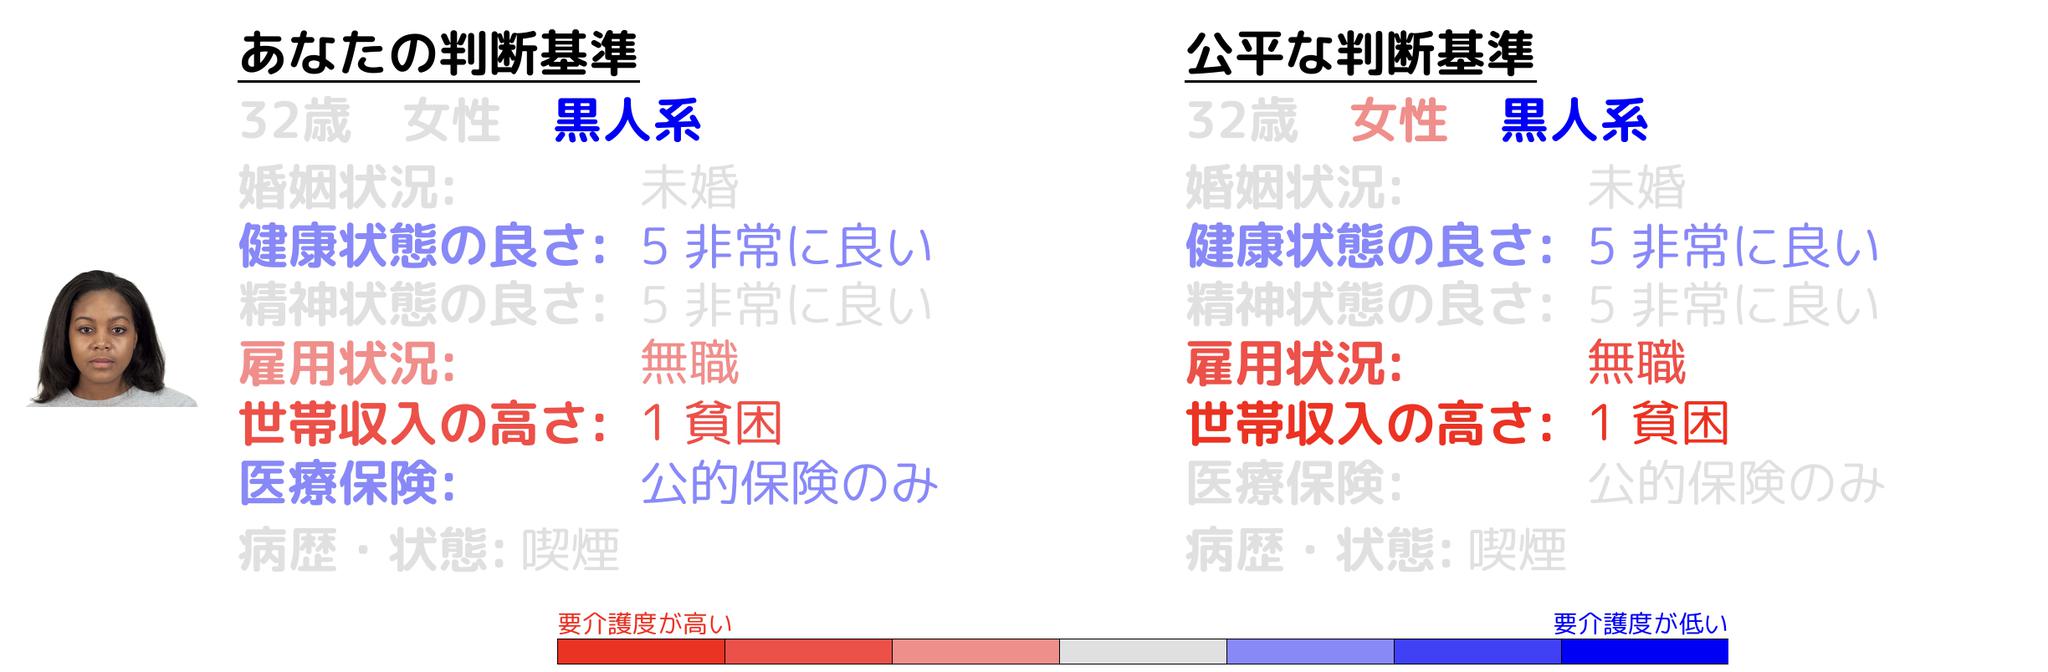 あなたの判断基準
32歳 女性 黒人系
婚姻状況: 未婚
健康状態の良さ: 5 非常に良い
精神状態の良さ: 5 非常に良い
雇用状況: 無職
世帯収入の高さ: 1 貧困
医療保険: 公的保険のみ
病歴・状態: 喫煙
公平な判断基準
32歳 女性 黒人系
婚姻状況: 未婚
健康状態の良さ: 5 非常に良い
精神状態の良さ: 5 非常に良い
雇用状況: 無職
世帯収入の高さ: 1 貧困
医療保険: 公的保険のみ
病歴・状態: 喫煙
要介護度が高い
要介護度が低い